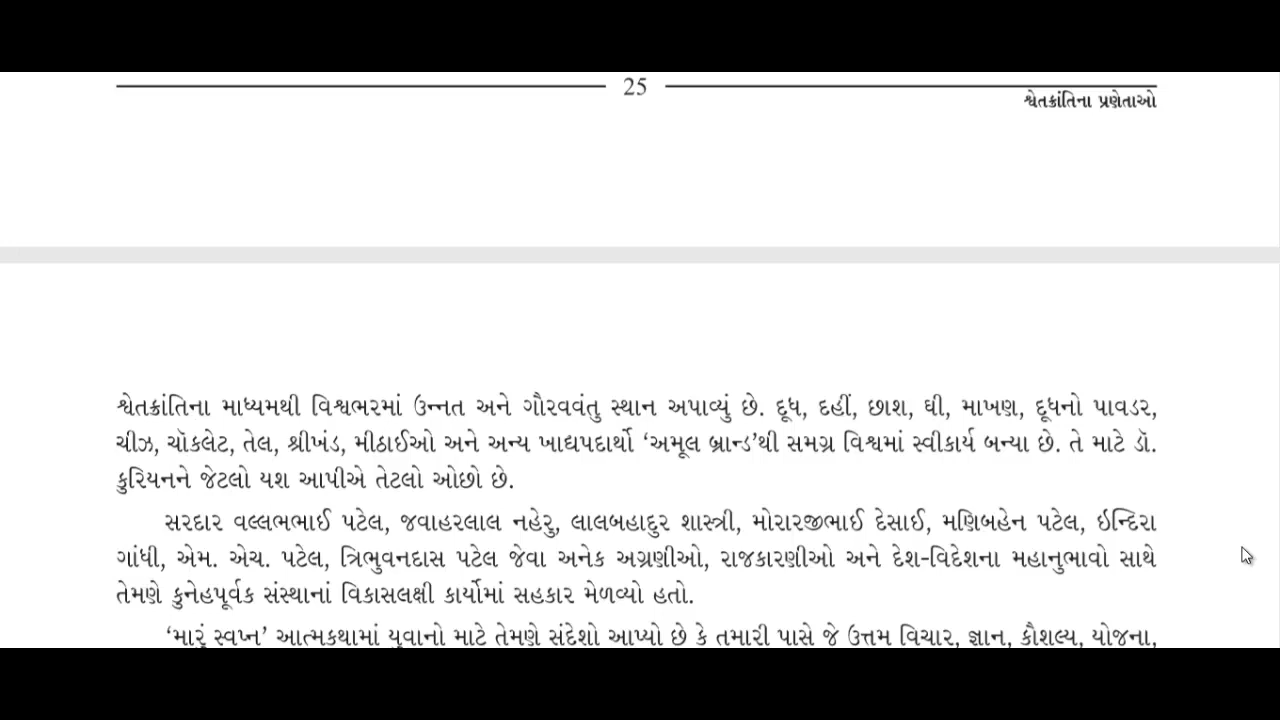 25
શ્વેતક્રાંતિના પ્રણેતાઓ
શ્વેતક્રાંતિના માધ્યમથી વિશ્વભરમાં ઉન્નત અને ગૌરવવંતુ સ્થાન અપાવ્યું છે. દૂધ, દહીં, છાશ, ઘી, માખણ, દૂધનો પાવડર,
ચીઝ, ચૉકલેટ, તેલ, શ્રીખંડ, મીઠાઈઓ અને અન્ય ખાદ્યપદાર્થો ‘અમૂલ બ્રાન્ડ’થી સમગ્ર વિશ્વમાં સ્વીકાર્ય બન્યા છે. તે માટે ડૉ.
કુરિયનને જેટલો યશ આપીએ તેટલો ઓછો છે.
સરદાર વલ્લભભાઈ પટેલ, જવાહરલાલ નહેરુ, લાલબહાદુર શાસ્ત્રી, મોરારજીભાઈ દેસાઈ, મણિબહેન પટેલ, ઇન્દિરા
ગાંધી, એમ. એચ. પટેલ, ત્રિભુવનદાસ પટેલ જેવા અનેક અગ્રણીઓ, રાજકારણીઓ અને દેશ-વિદેશના મહાનુભાવો સાથે
તેમણે કુનેહપૂર્વક સંસ્થાનાં વિકાસલક્ષી કાર્યોમાં સહકાર મેળવ્યો હતો.
‘મારું સ્વપ્ન’ આત્મકથામાં યુવાનો માટે તેમણે સંદેશો આપ્યો છે કે તમારી પાસે જે ઉત્તમ વિચાર, જ્ઞાન, કૌશલ્ય, યોજના,